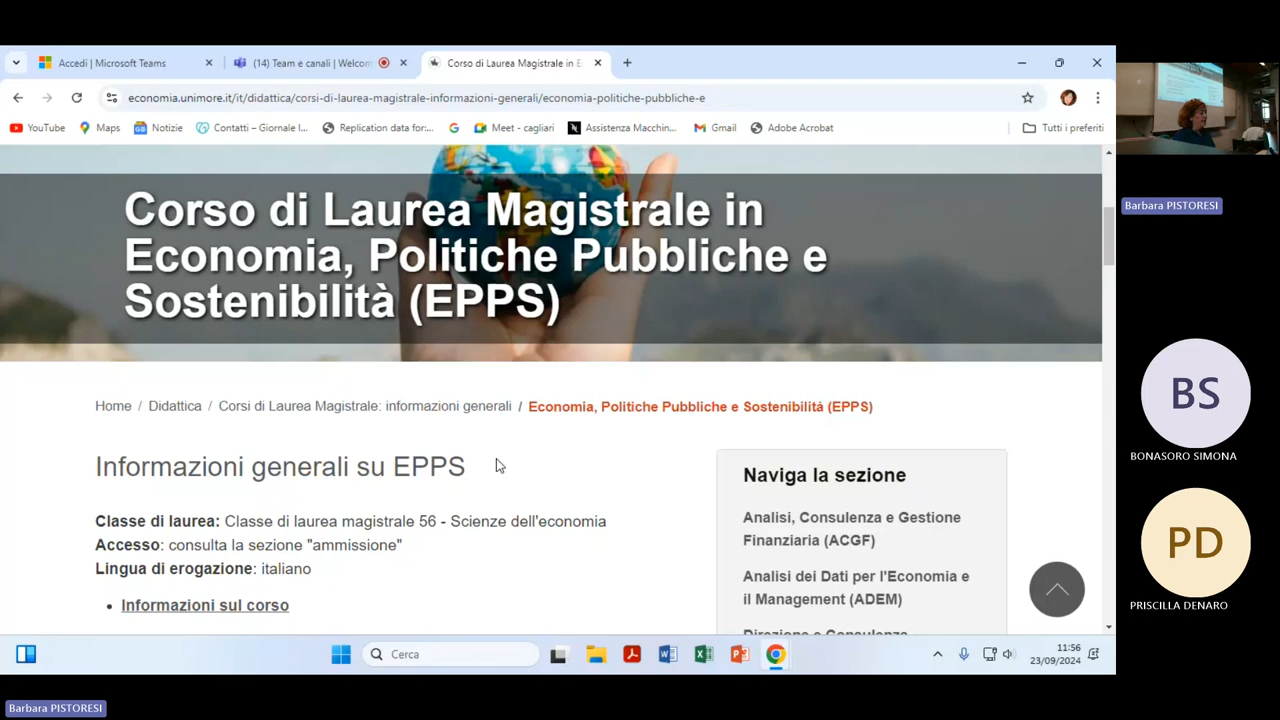 Accedi | Microsoft Teams
(14) Team e canali | Welcom
Corso di Laurea Magistrale in E
economia.unimore.it/it/didattica/corsi-di-laurea-magistrale-informazioni-generali/economia-politiche-pubbliche-e
YouTube
Maps
Notizie
Contatti – Giornale l...
Replication data for:...
Meet - cagliari
Assistenza Macchin...
Gmail
Adobe Acrobat
Tutti i preferiti
Corso di Laurea Magistrale in
Economia, Politiche Pubbliche e
Sostenibilità (EPPS)
Home / Didattica / Corsi di Laurea Magistrale: informazioni generali / Economia, Politiche Pubbliche e Sostenibilità (EPPS)
Informazioni generali su EPPS
Classe di laurea: Classe di laurea magistrale 56 - Scienze dell'economia
Accesso: consulta la sezione "ammissione"
Lingua di erogazione: italiano
• Informazioni sul corso
Naviga la sezione
Analisi, Consulenza e Gestione
Finanziaria (ACGF)
Analisi dei Dati per l'Economia e
il Management (ADEM)
Direzione e Consulenza
Cerca
11:56
23/09/2024
Barbara PISTORESI
BS
BONASORO SIMONA
PD
PRISCILLA DENARO
Barbara PISTORESI